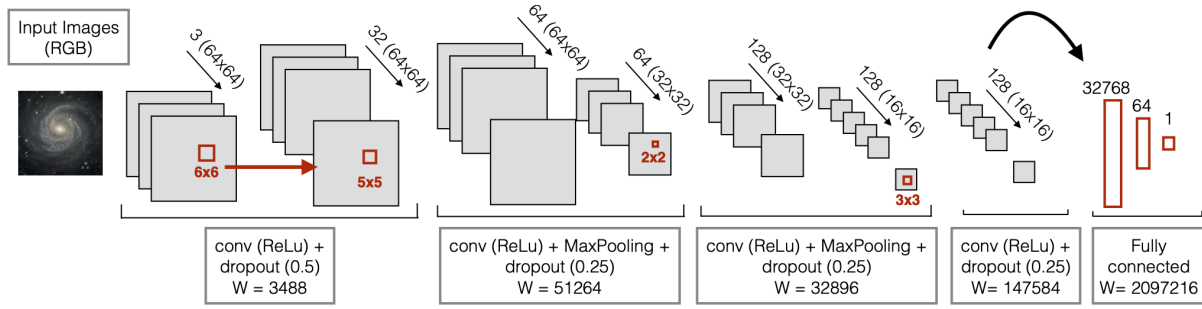 Input Images
(RGB)
3 (64x64)
32 (64x64)
64 (64x64)
64 (32x32)
128 (32x32)
128 (16x16)
128 (16x16)
32768
64
1
6x6
5x5
2x2
3x3
conv (ReLu) +
dropout (0.5)
W = 3488
conv (ReLu) + MaxPooling +
dropout (0.25)
W = 51264
conv (ReLu) + MaxPooling +
dropout (0.25)
W = 32896
conv (ReLu) +
dropout (0.25)
W= 147584
Fully
connected
W= 2097216